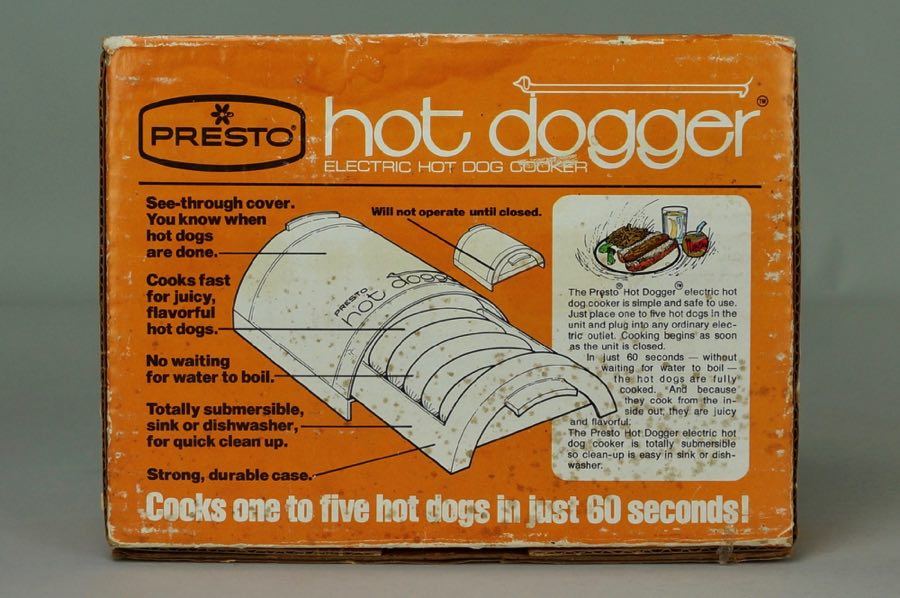 PRESTO®
hot dogger™
ELECTRIC HOT DOG COOKER
See-through cover.
You know when
hot dogs
are done.
Cooks fast
for juicy,
flavorful
hot dogs.
No waiting
for water to boil.
Totally submersible,
sink or dishwasher,
for quick clean up.
Strong, durable case.
Will not operate until closed.
PRESTO
hot dogger
The Presto® Hot Dogger™ electric hot
dog cooker is simple and safe to use.
Just place one to five hot dogs in the
unit and plug into any ordinary elec-
tric outlet. Cooking begins as soon
as the unit is closed.
In just 60 seconds — without
waiting for water to boil —
the hot dogs are fully
cooked. And because
they cook from the in-
side out, they are juicy
and flavorful.
The Presto Hot Dogger electric hot
dog cooker is totally submersible
so clean-up is easy in sink or dish-
washer.
Cooks one to five hot dogs in just 60 seconds!